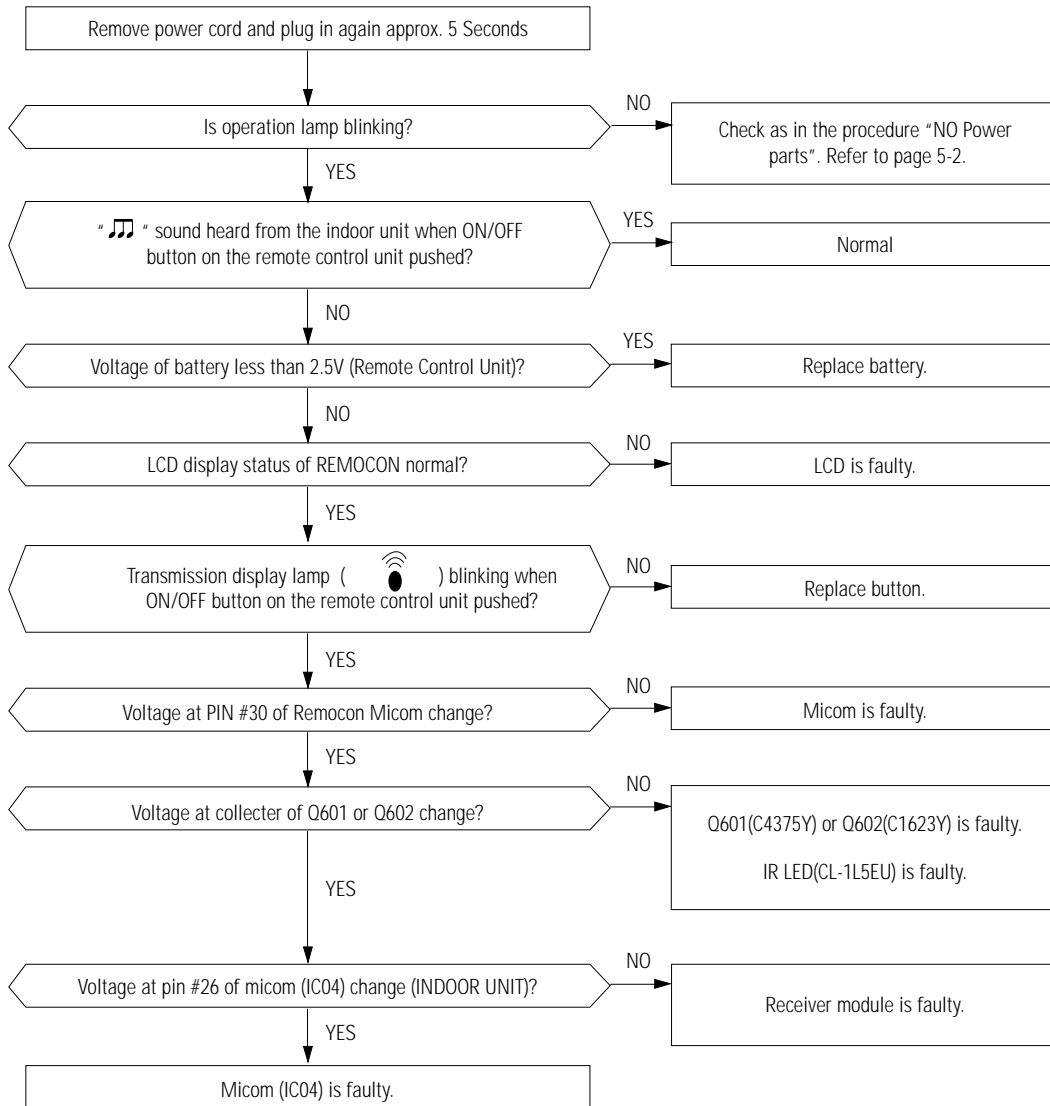 Remove power cord and plug in again approx. 5 Seconds
Is operation lamp blinking?
NO
Check as in the procedure "NO Power
parts". Refer to page 5-2.
YES
" ♫ " sound heard from the indoor unit when ON/OFF
button on the remote control unit pushed?
YES
Normal
NO
Voltage of battery less than 2.5V (Remote Control Unit)?
YES
Replace battery.
NO
LCD display status of REMOCON normal?
NO
LCD is faulty.
YES
Transmission display lamp ( ) blinking when
ON/OFF button on the remote control unit pushed?
NO
Replace button.
YES
Voltage at PIN #30 of Remocon Micom change?
NO
Micom is faulty.
YES
Voltage at collecter of Q601 or Q602 change?
NO
Q601(C4375Y) or Q602(C1623Y) is faulty.
IR LED(CL-1L5EU) is faulty.
YES
Voltage at pin #26 of micom (IC04) change (INDOOR UNIT)?
NO
Receiver module is faulty.
YES
Micom (IC04) is faulty.